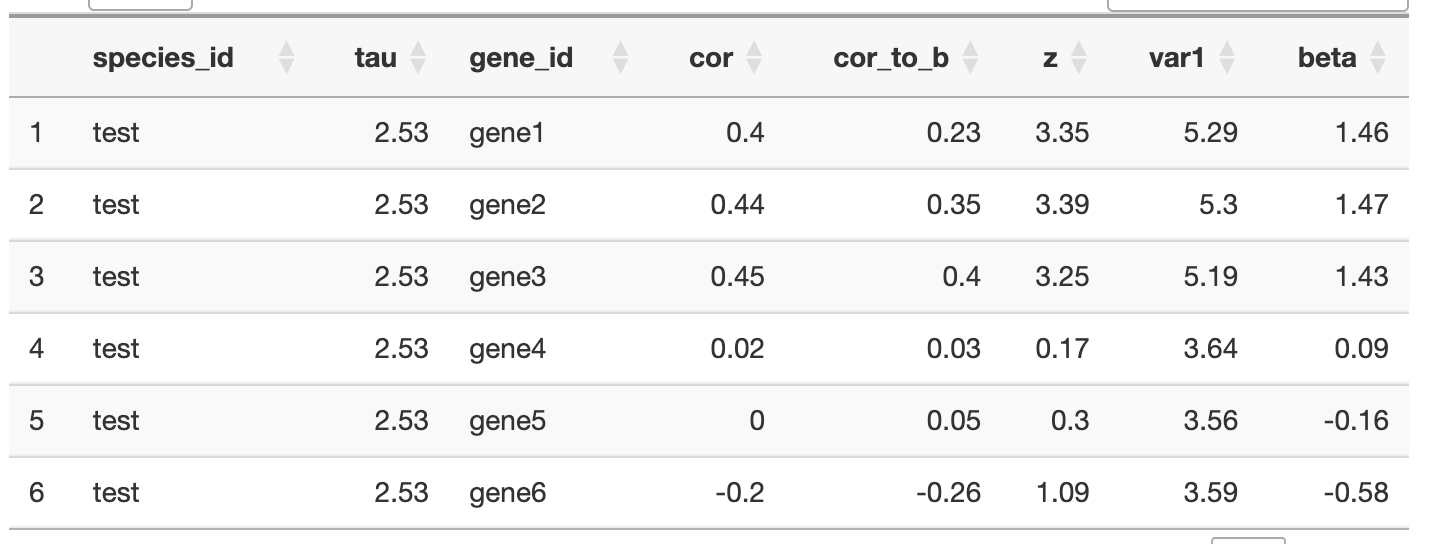 species_id tau gene_id cor cor_to_b z var1 beta
1 test 2.53 gene1 0.4 0.23 3.35 5.29 1.46
2 test 2.53 gene2 0.44 0.35 3.39 5.3 1.47
3 test 2.53 gene3 0.45 0.4 3.25 5.19 1.43
4 test 2.53 gene4 0.02 0.03 0.17 3.64 0.09
5 test 2.53 gene5 0 0.05 0.3 3.56 -0.16
6 test 2.53 gene6 -0.2 -0.26 1.09 3.59 -0.58